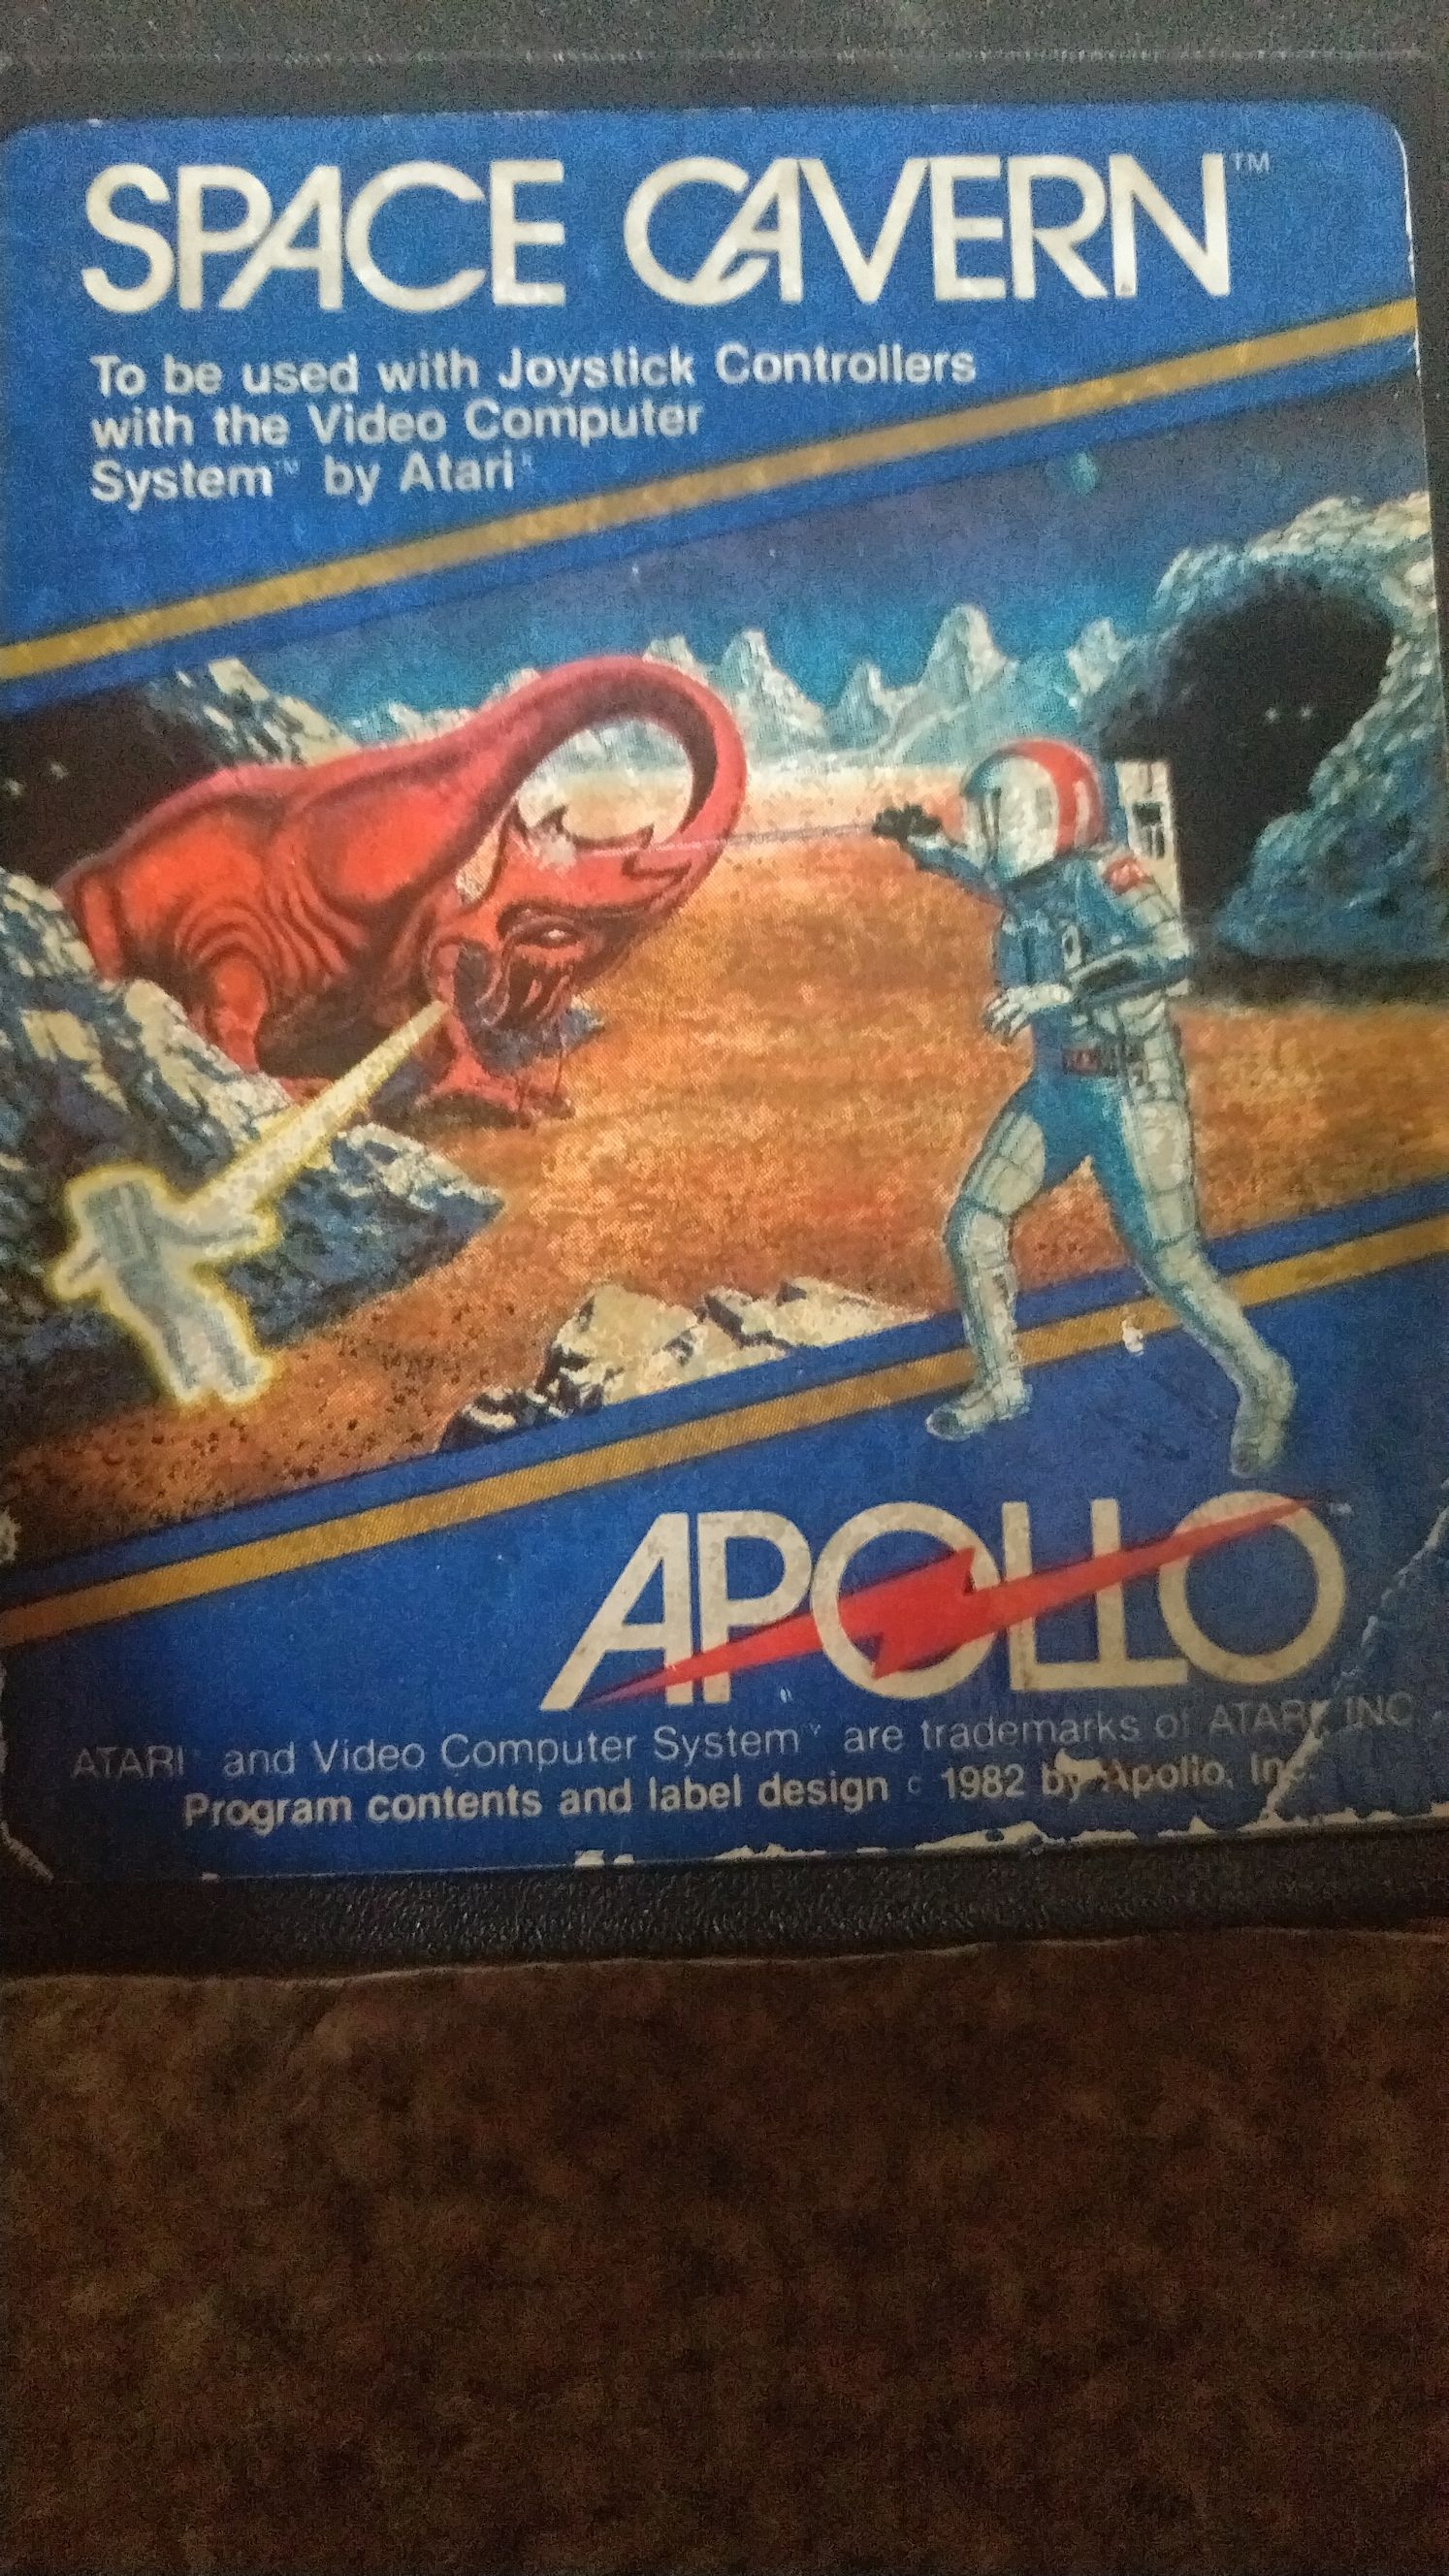 SPACE CAVERN™
To be used with Joystick Controllers
with the Video Computer
System™ by Atari®
APOLLO™
ATARI® and Video Computer System™ are trademarks of ATARI, INC.
Program contents and label design © 1982 by Apollo, Inc.